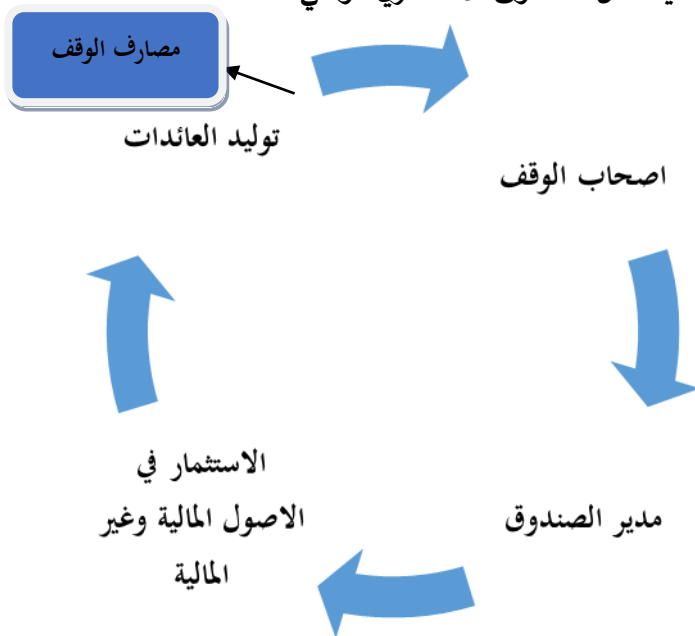 مصارف الوقف
توليد العائدات
اصحاب الوقف
مدير الصندوق
الاستثمار في
الاصول المالية وغير
المالية